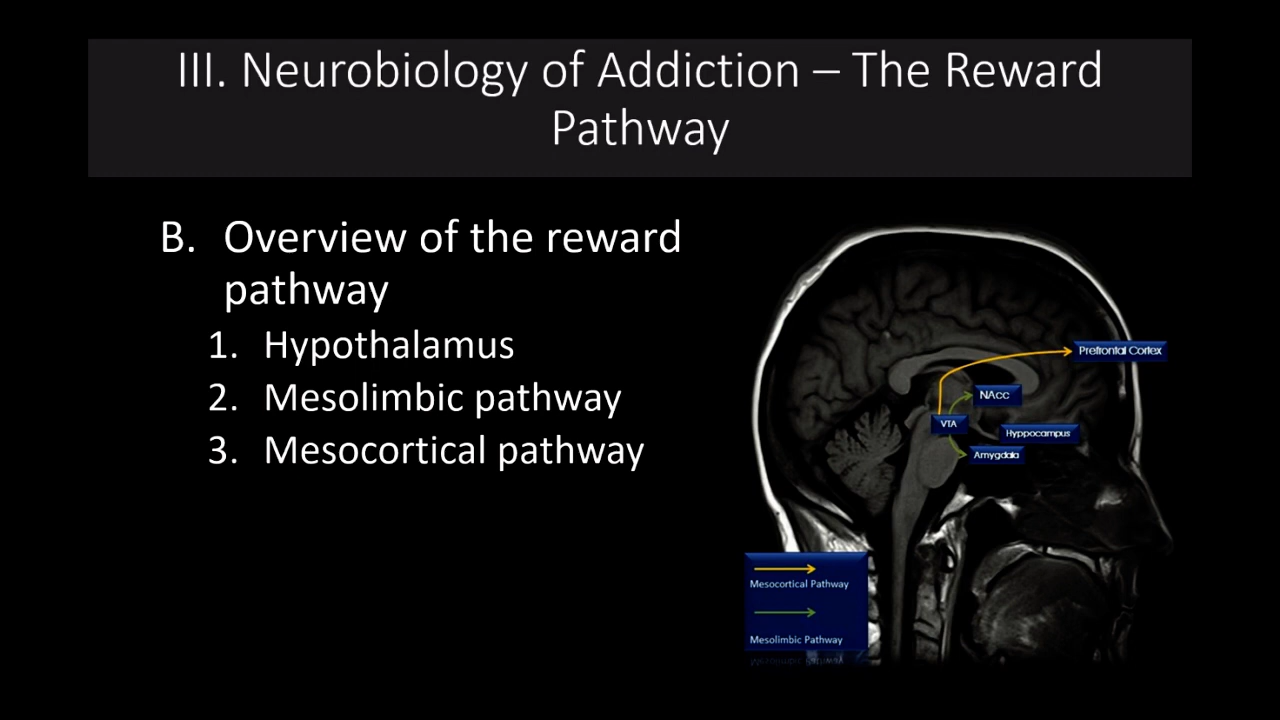 III. Neurobiology of Addiction – The Reward
Pathway
B. Overview of the reward
pathway
1. Hypothalamus
2. Mesolimbic pathway
3. Mesocortical pathway
Prefrontal Cortex
NAcc
VTA
Hyppocampus
Amygdala
Mesocortical Pathway
Mesolimbic Pathway